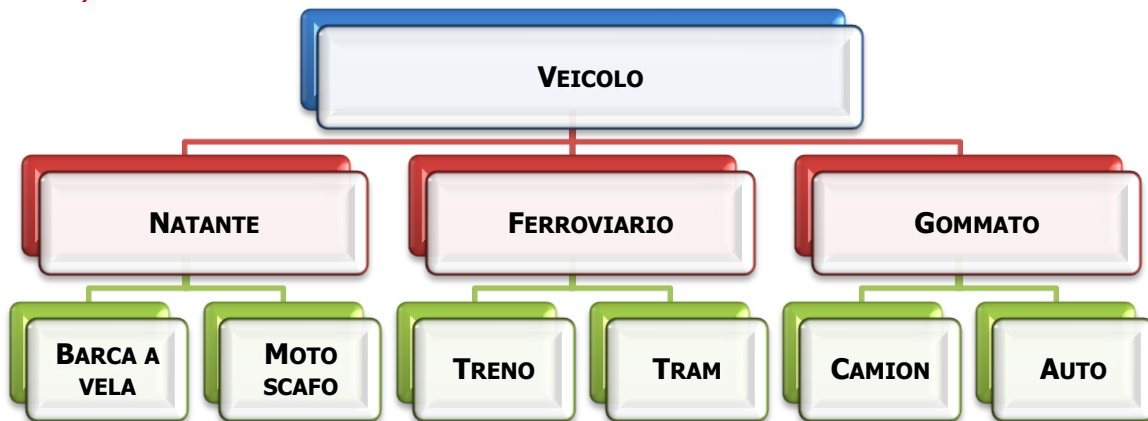 VEICOLO
NATANTE
FERROVIARIO
GOMMATO
BARCA A
VELA
MOTO
SCAFO
TRENO
TRAM
CAMION
AUTO